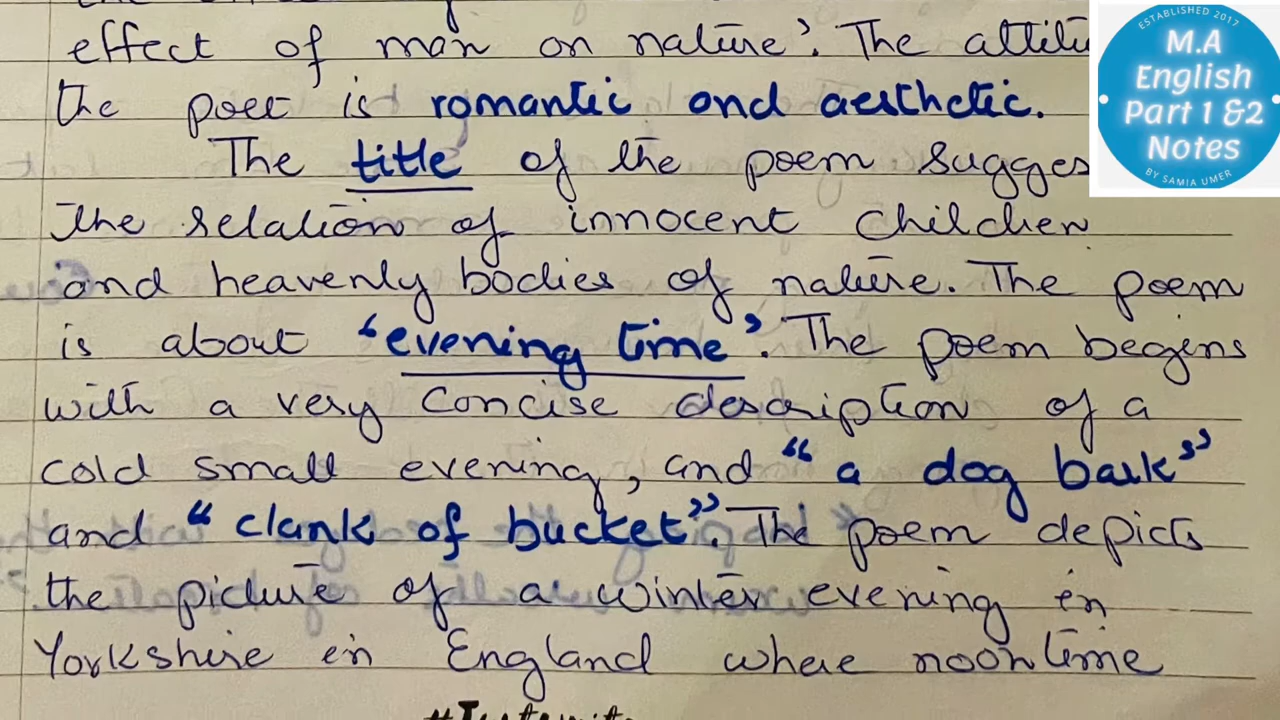 effect of man on nature'. The attitu
the poet is romantic and aesthetic.
The title of the poem sugges
the relation of innocent children
and heavenly bodies of nature. The poem
is about 'evening time'. The poem begins
with a very concise description of a
cold small evening, and "a dog bark"
and "clank of bucket". The poem depicts
the picture of a winter evening in
Yorkshire in England where noontime
ESTABLISHED 2017
M.A
English
Part 1 &2
Notes
BY SAMIA UMER